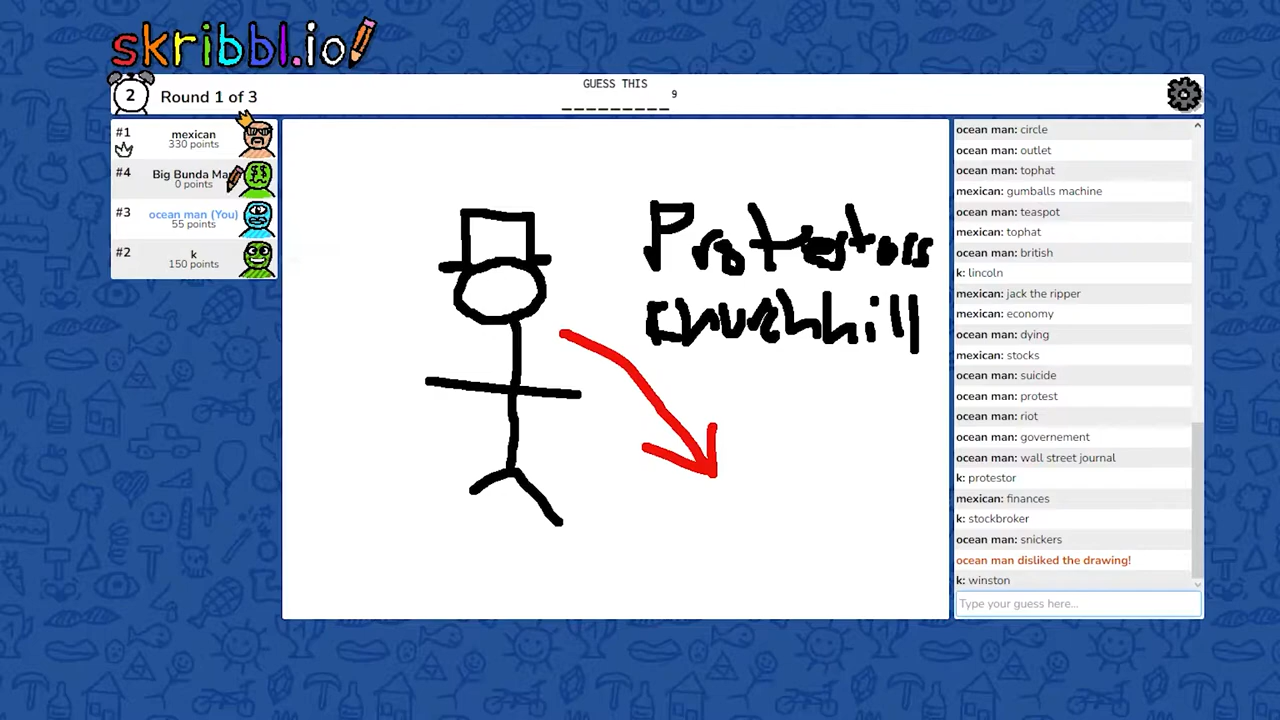 skribbl.io
2 Round 1 of 3
GUESS THIS
_________ 9
#1 mexican
330 points
#4 Big Bunda Ma
0 points
#3 ocean man (You)
55 points
#2 k
150 points
Protestors
churchhill
ocean man: circle
ocean man: outlet
ocean man: tophat
mexican: gumballs machine
ocean man: teaspot
mexican: tophat
ocean man: british
k: lincoln
mexican: jack the ripper
mexican: economy
ocean man: dying
mexican: stocks
ocean man: suicide
ocean man: protest
ocean man: riot
ocean man: governement
ocean man: wall street journal
k: protestor
mexican: finances
k: stockbroker
ocean man: snickers
ocean man disliked the drawing!
k: winston
Type your guess here...